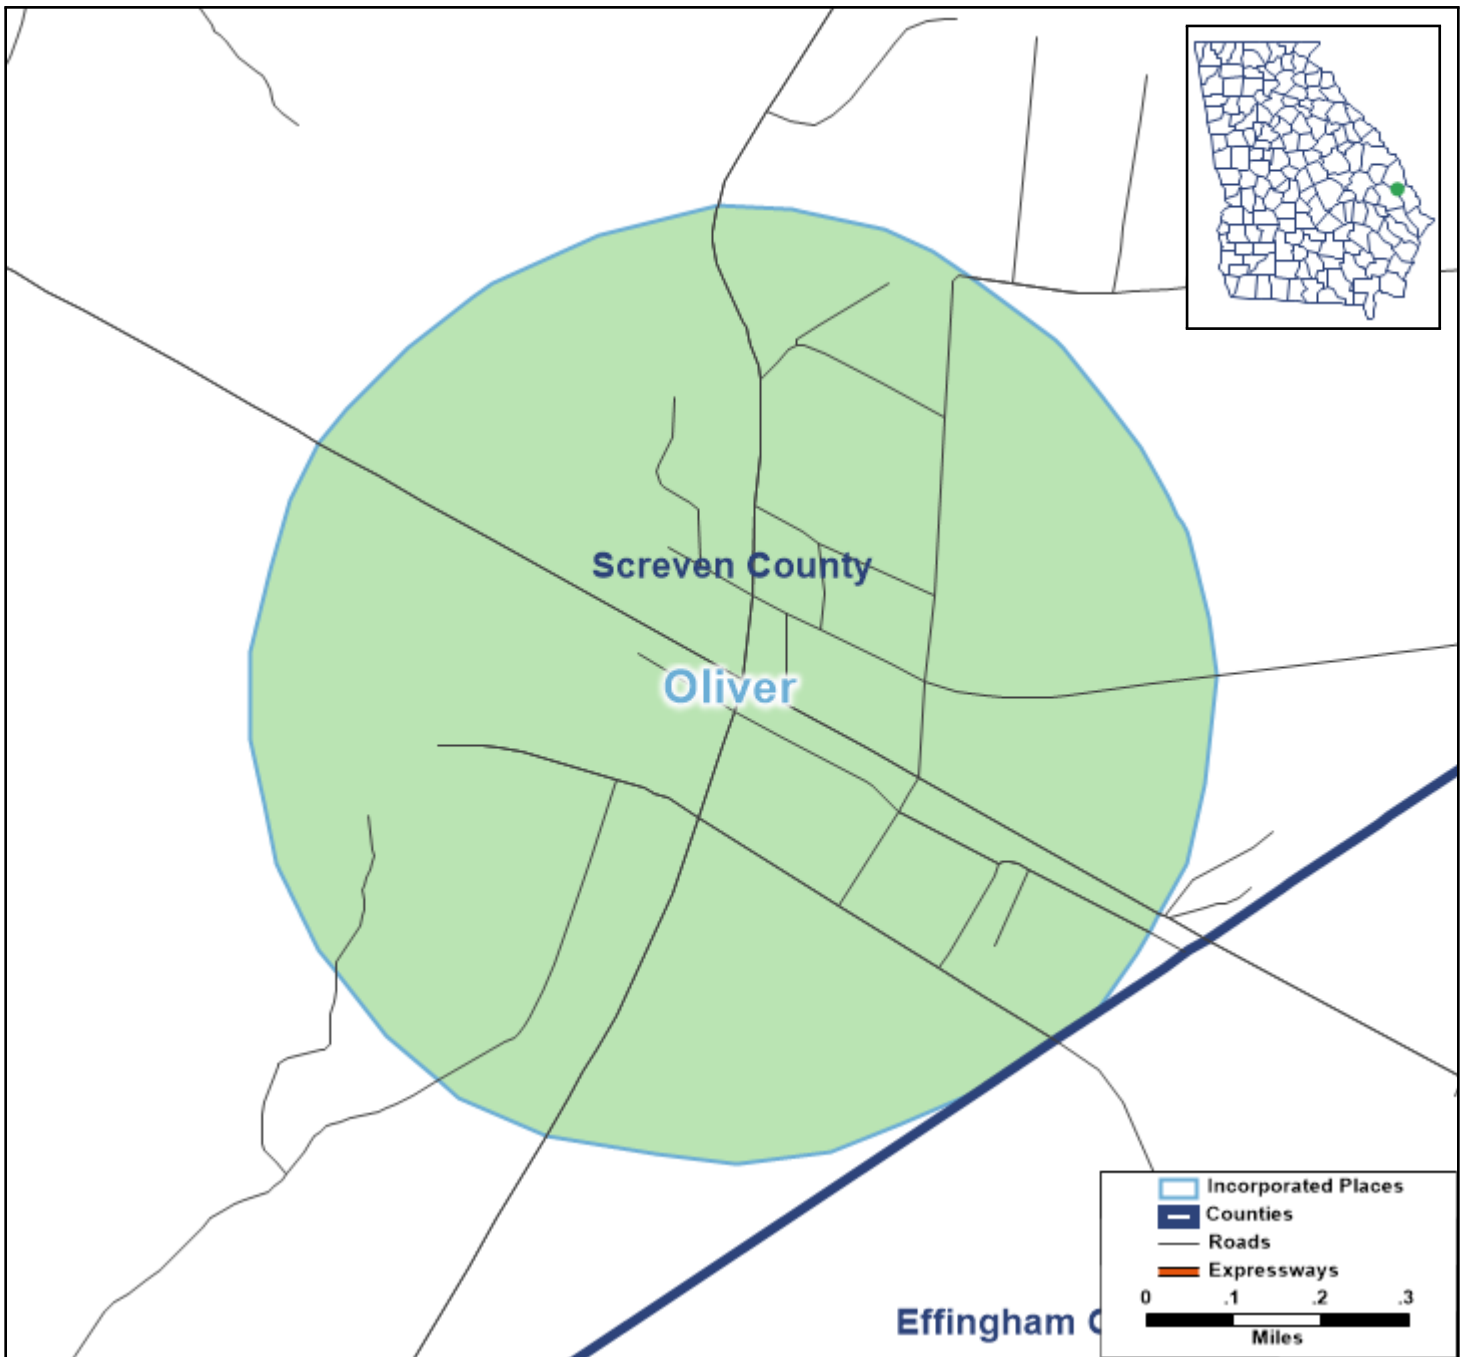 Screven County
Oliver
Incorporated Places
Counties
Roads
Expressways
0 .1 .2 .3
Miles
Effingham